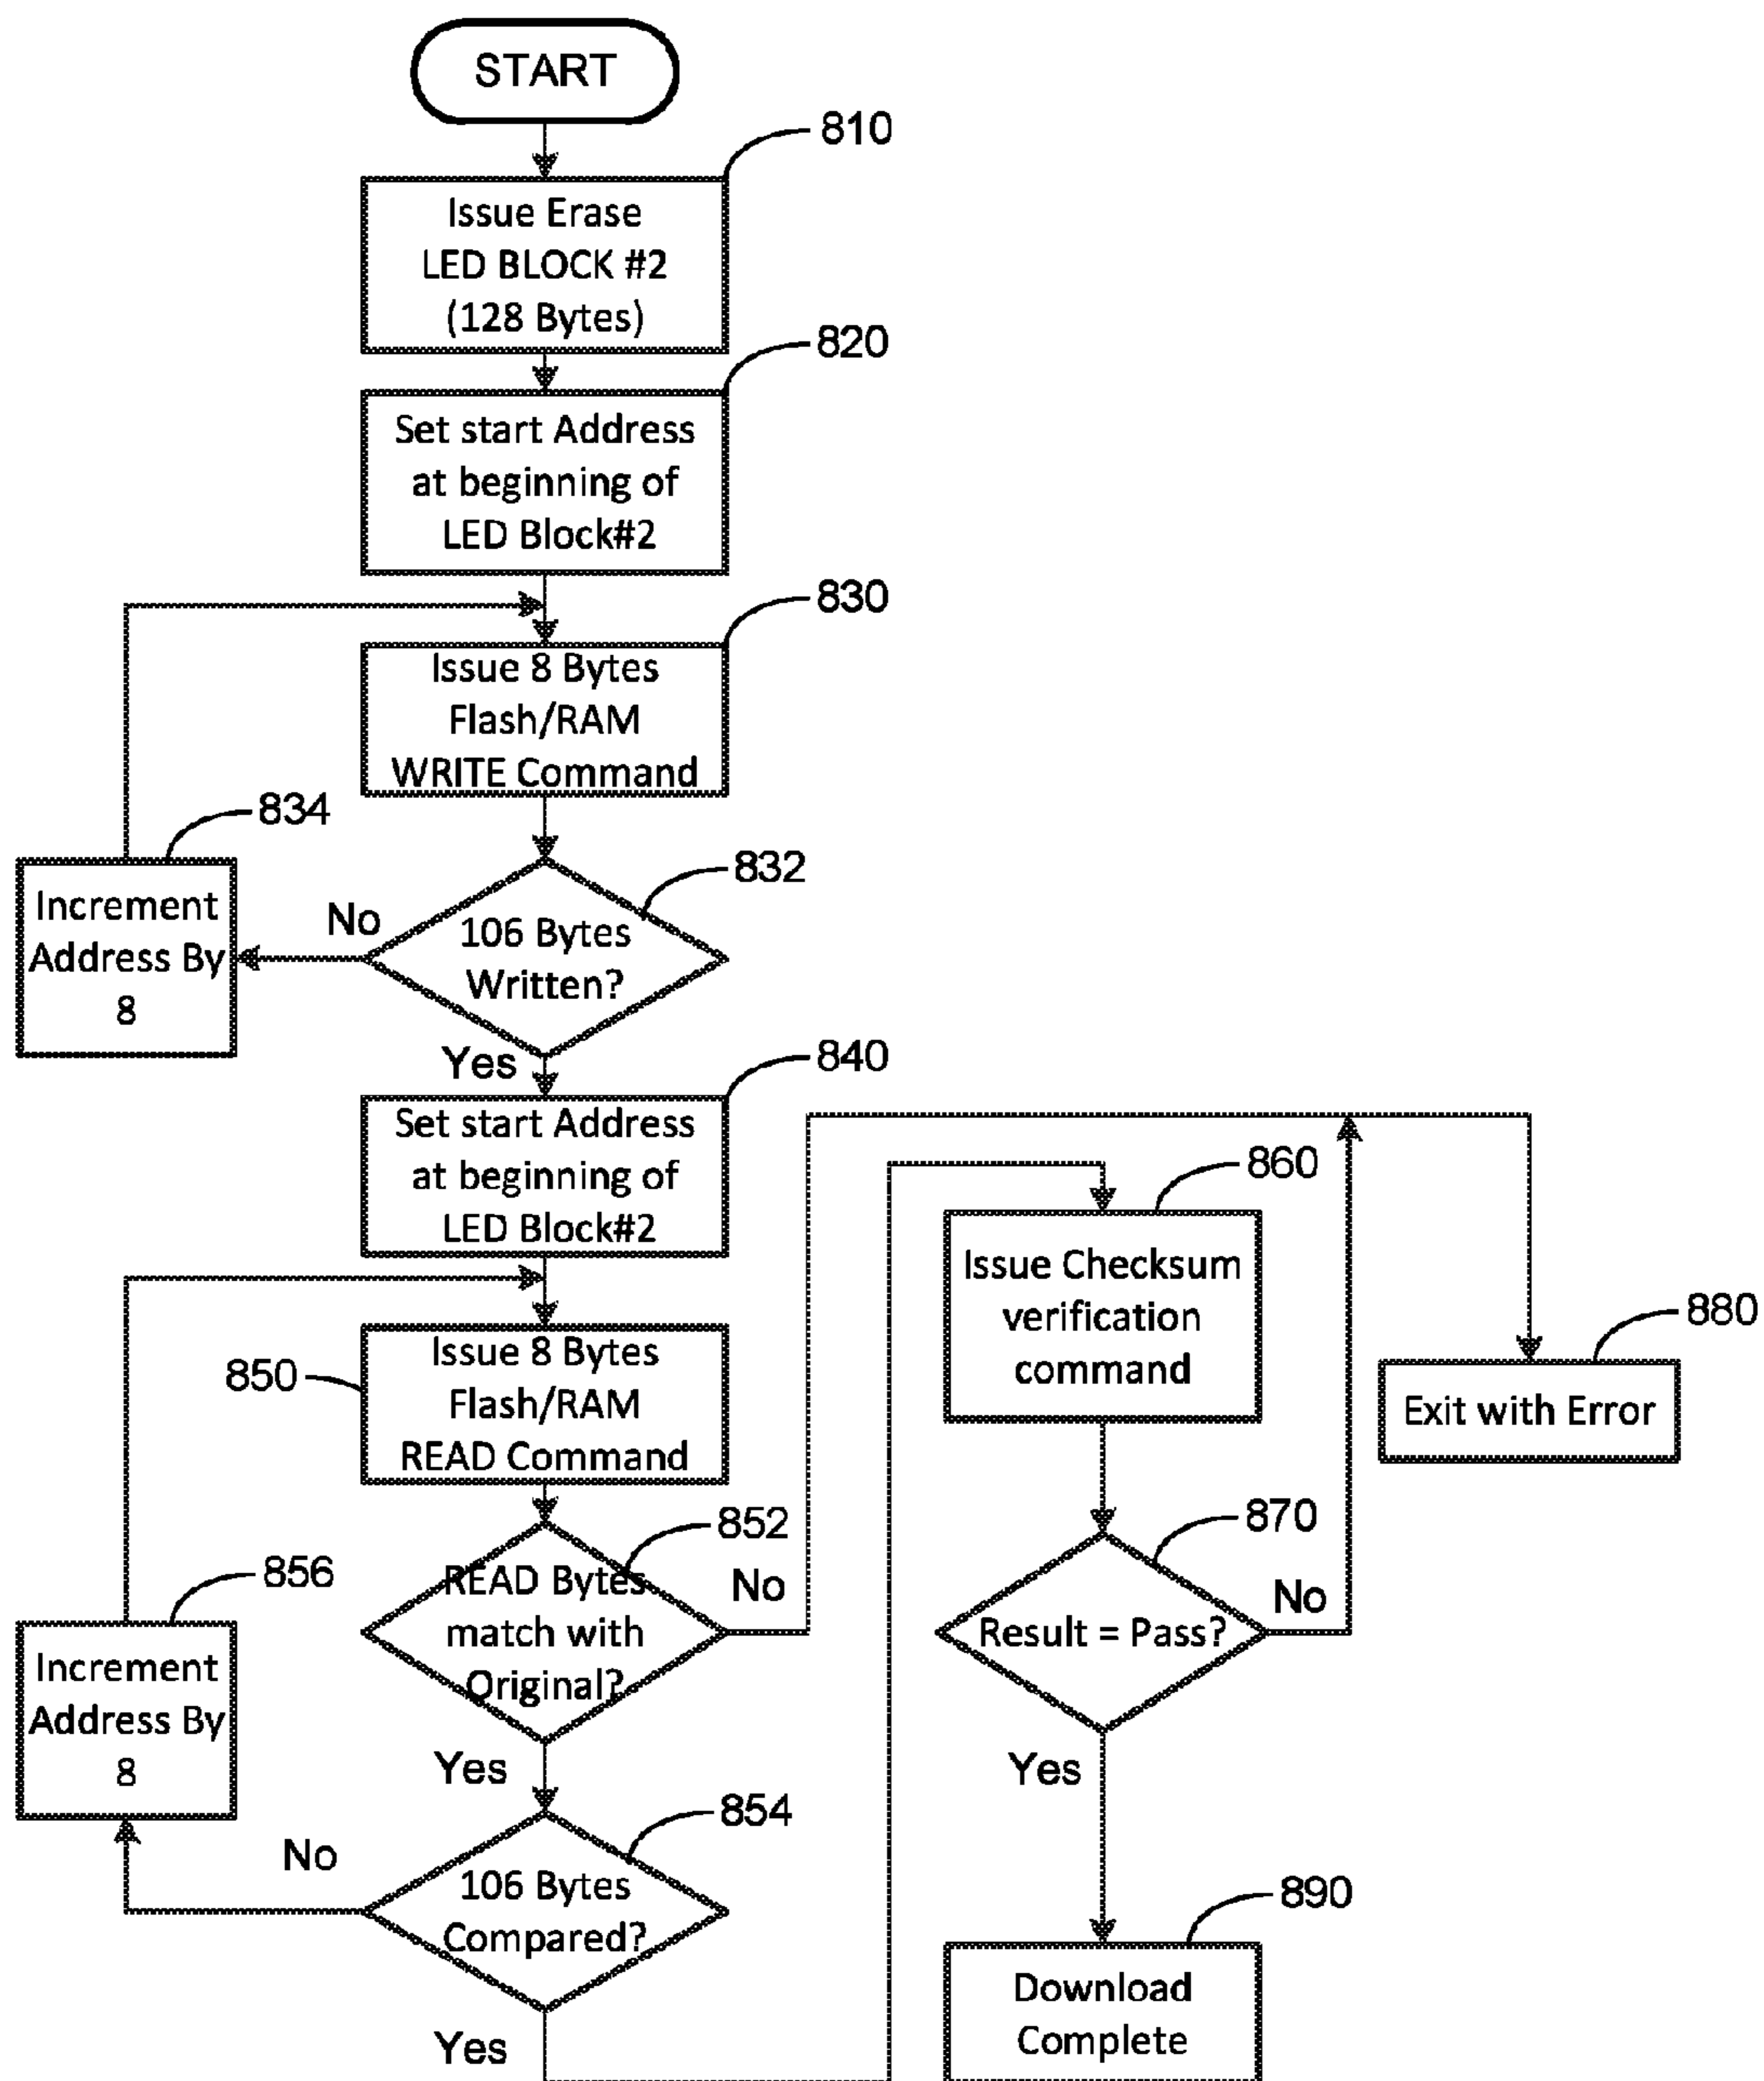 START
810
Issue Erase
LED BLOCK #2
(128 Bytes)
820
Set start Address
at beginning of
LED Block#2
830
Issue 8 Bytes
Flash/RAM
WRITE Command
834
Increment
Address By
8
832
No
106 Bytes
Written?
Yes
840
Set start Address
at beginning of
LED Block#2
850
Issue 8 Bytes
Flash/RAM
READ Command
852
READ Bytes
match with
Original?
No
856
Increment
Address By
8
Yes
854
No
106 Bytes
Compared?
Yes
860
Issue Checksum
verification
command
870
Result = Pass?
No
880
Exit with Error
Yes
890
Download
Complete